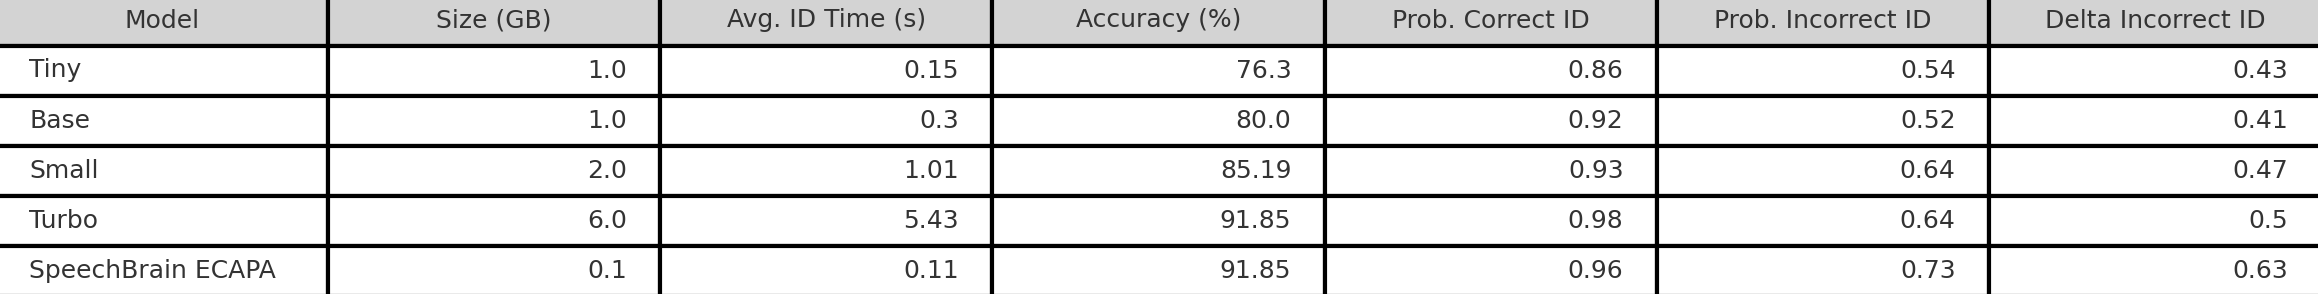 Model Size (GB) Avg. ID Time (s) Accuracy (%) Prob. Correct ID Prob. Incorrect ID Delta Incorrect ID
Tiny 1.0 0.15 76.3 0.86 0.54 0.43
Base 1.0 0.3 80.0 0.92 0.52 0.41
Small 2.0 1.01 85.19 0.93 0.64 0.47
Turbo 6.0 5.43 91.85 0.98 0.64 0.5
SpeechBrain ECAPA 0.1 0.11 91.85 0.96 0.73 0.63